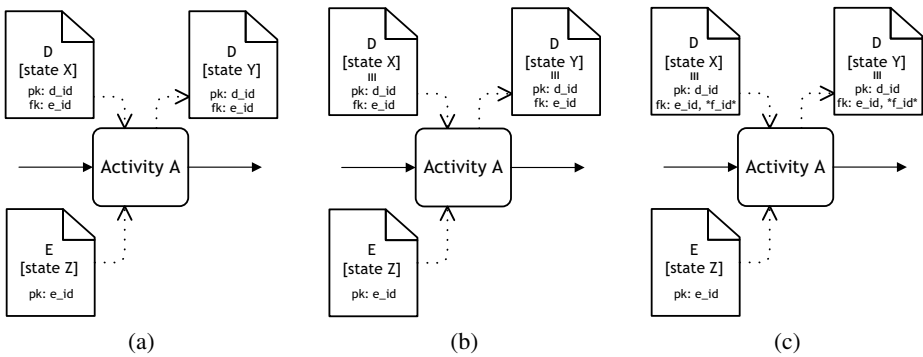 D
[state X]
pk: d_id
fk: e_id
D
[state Y]
pk: d_id
fk: e_id
Activity A
E
[state Z]
pk: e_id
(a)
D
[state X]
III
pk: d_id
fk: e_id
D
[state Y]
III
pk: d_id
fk: e_id
Activity A
E
[state Z]
pk: e_id
(b)
D
[state X]
III
pk: d_id
fk: e_id, *f_id*
D
[state Y]
III
pk: d_id
fk: e_id, *f_id*
Activity A
E
[state Z]
pk: e_id
(c)